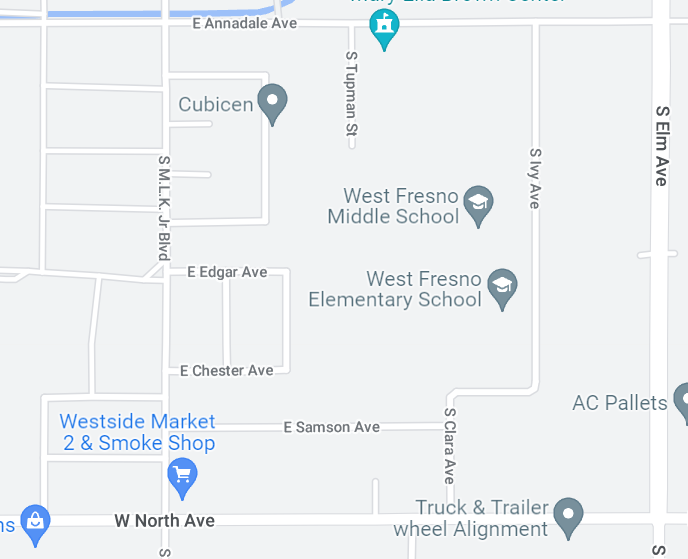 E Annadale Ave
S Tupman St
Cubicen
S Elm Ave
S M.L.K. Jr Blvd
S Ivy Ave
West Fresno
Middle School
E Edgar Ave
West Fresno
Elementary School
E Chester Ave
AC Pallets
Westside Market
2 & Smoke Shop
E Samson Ave
S Clara Ave
Truck & Trailer
wheel Alignment
W North Ave
S
S